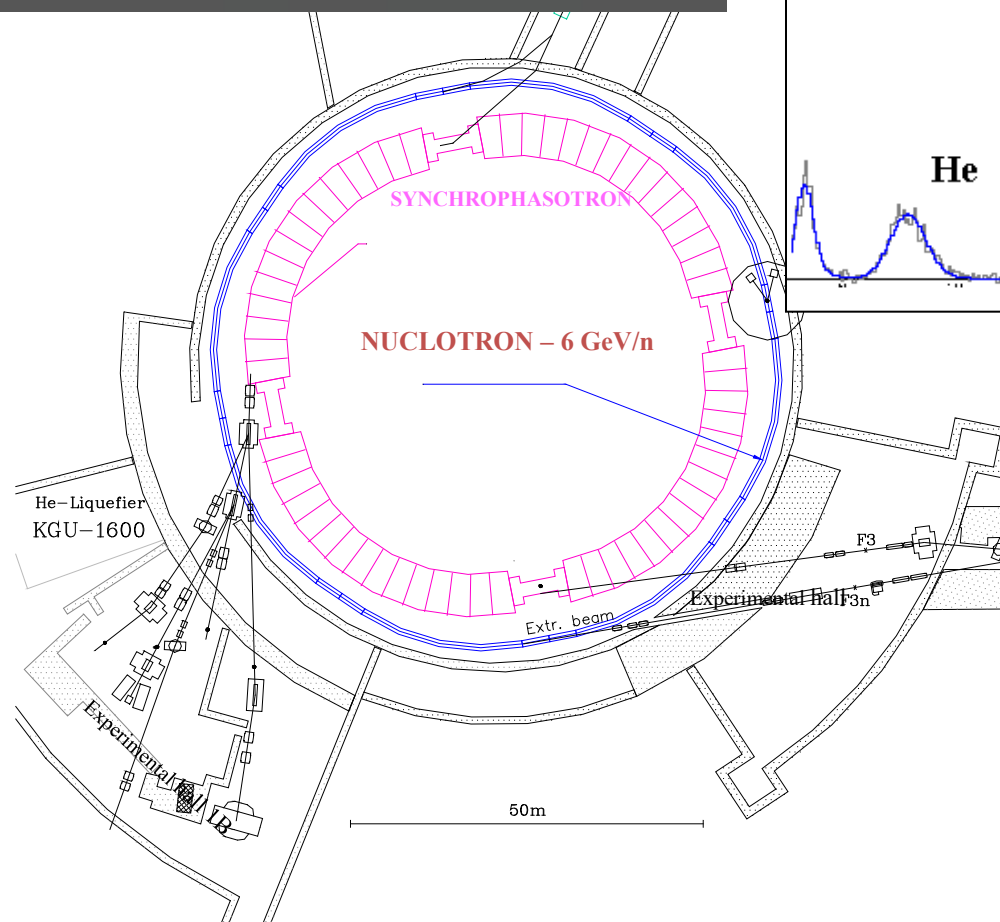 He
SYNCHROPHASOTRON
NUCLOTRON – 6 GeV/n
He-Liquefier
KGU-1600
F3
Experimental hall
F3n
Extr. beam
Experimental hall 1B
50m